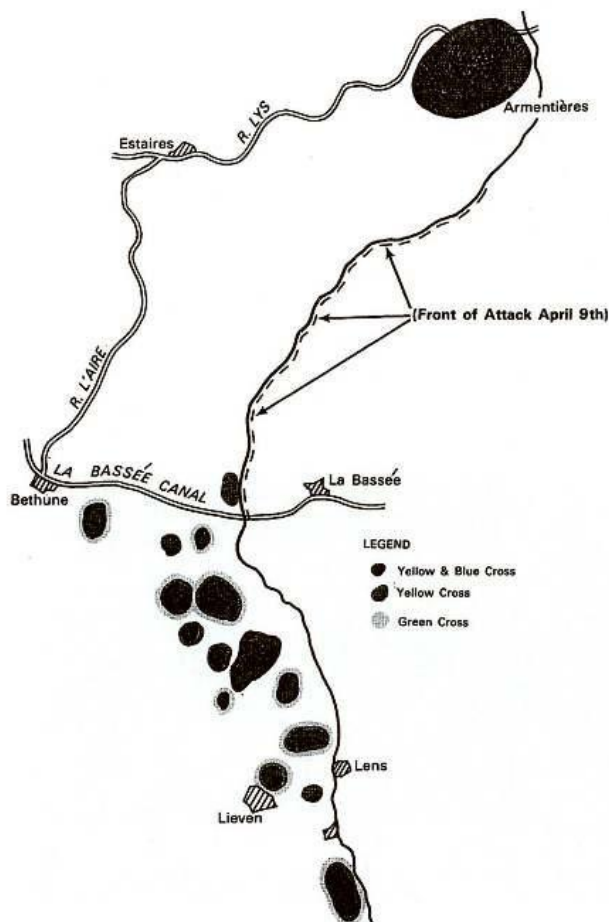 Armentières
R. LYS
Estaires
(Front of Attack April 9th)
R. L'AIRE
LA BASSÉE CANAL
La Bassée
Bethune
LEGEND
Yellow & Blue Cross
Yellow Cross
Green Cross
Lens
Lieven